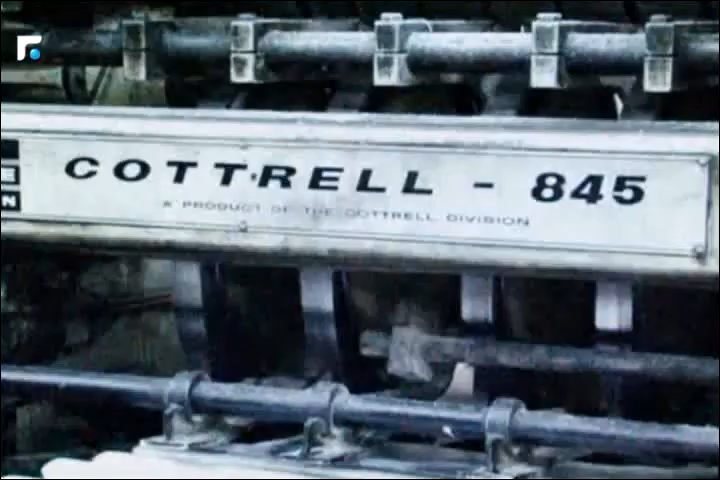 COTTRELL - 845
A PRODUCT OF THE COTTRELL DIVISION
E
N